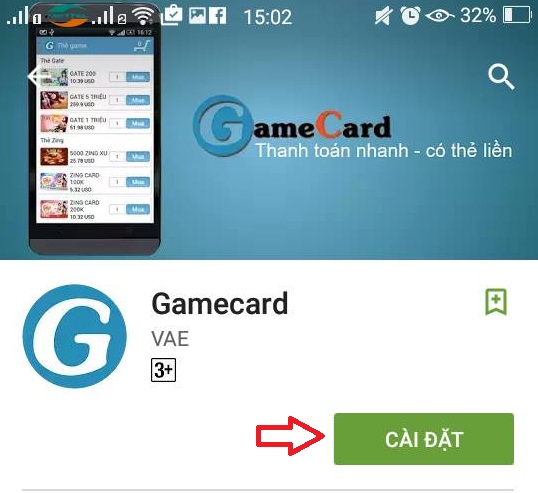 2
15:02
32%
16:12
G Thẻ game
Thẻ Gate
GATE 200
10.39 USD
1 Mua
GATE 5 TRIỆU
259.9 USD
1 Mua
GATE 1 TRIỆU
51.98 USD
1 Mua
Thẻ Zing
5000 ZING XU
25.78 USD
1 Mua
ZING CARD
100K
5.32 USD
1 Mua
ZING CARD
200K
10.32 USD
1 Mua
GameCard
Thanh toán nhanh - có thẻ liền
G
Gamecard
VAE
3+
CÀI ĐẶT